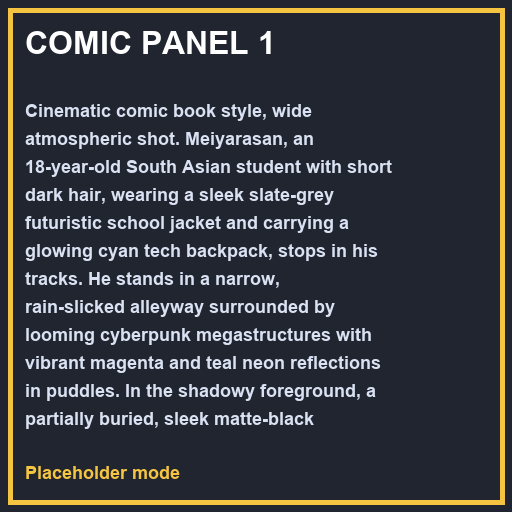 COMIC PANEL 1
Cinematic comic book style, wide
atmospheric shot. Meiyarasan, an
18-year-old South Asian student with short
dark hair, wearing a sleek slate-grey
futuristic school jacket and carrying a
glowing cyan tech backpack, stops in his
tracks. He stands in a narrow,
rain-slicked alleyway surrounded by
looming cyberpunk megastructures with
vibrant magenta and teal neon reflections
in puddles. In the shadowy foreground, a
partially buried, sleek matte-black
Placeholder mode